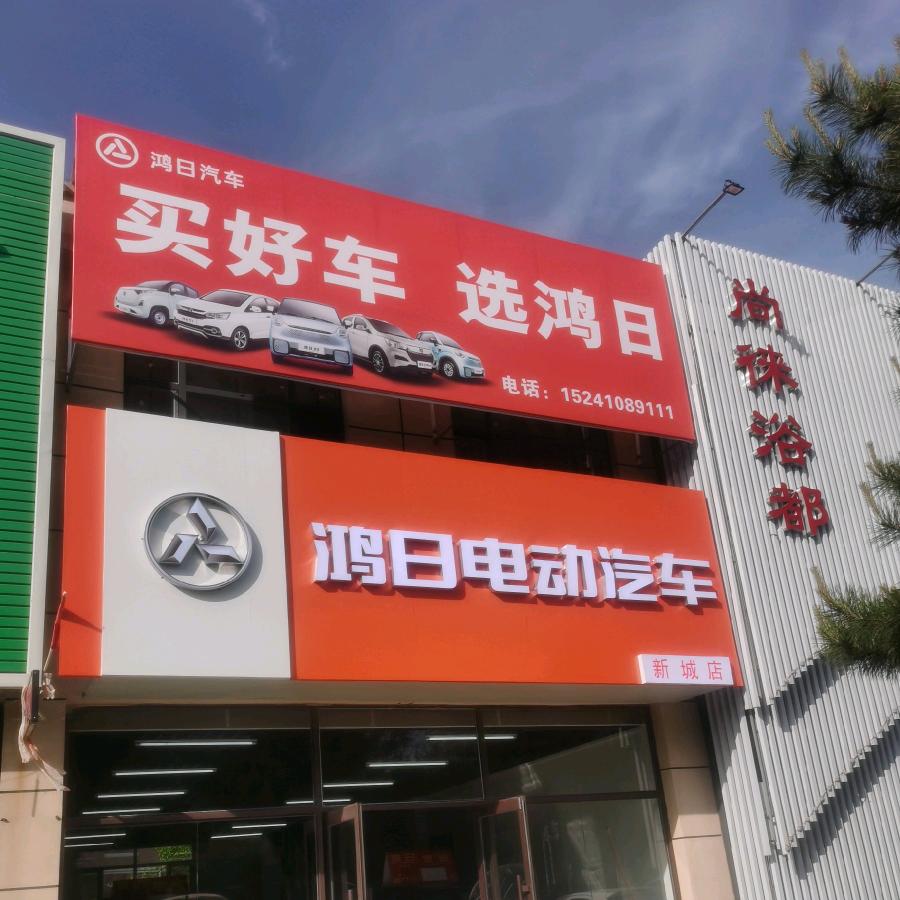 鸿日汽车
买好车 选鸿日
电话：15241089111
鸿日电动汽车
新城店
尚秣浴都